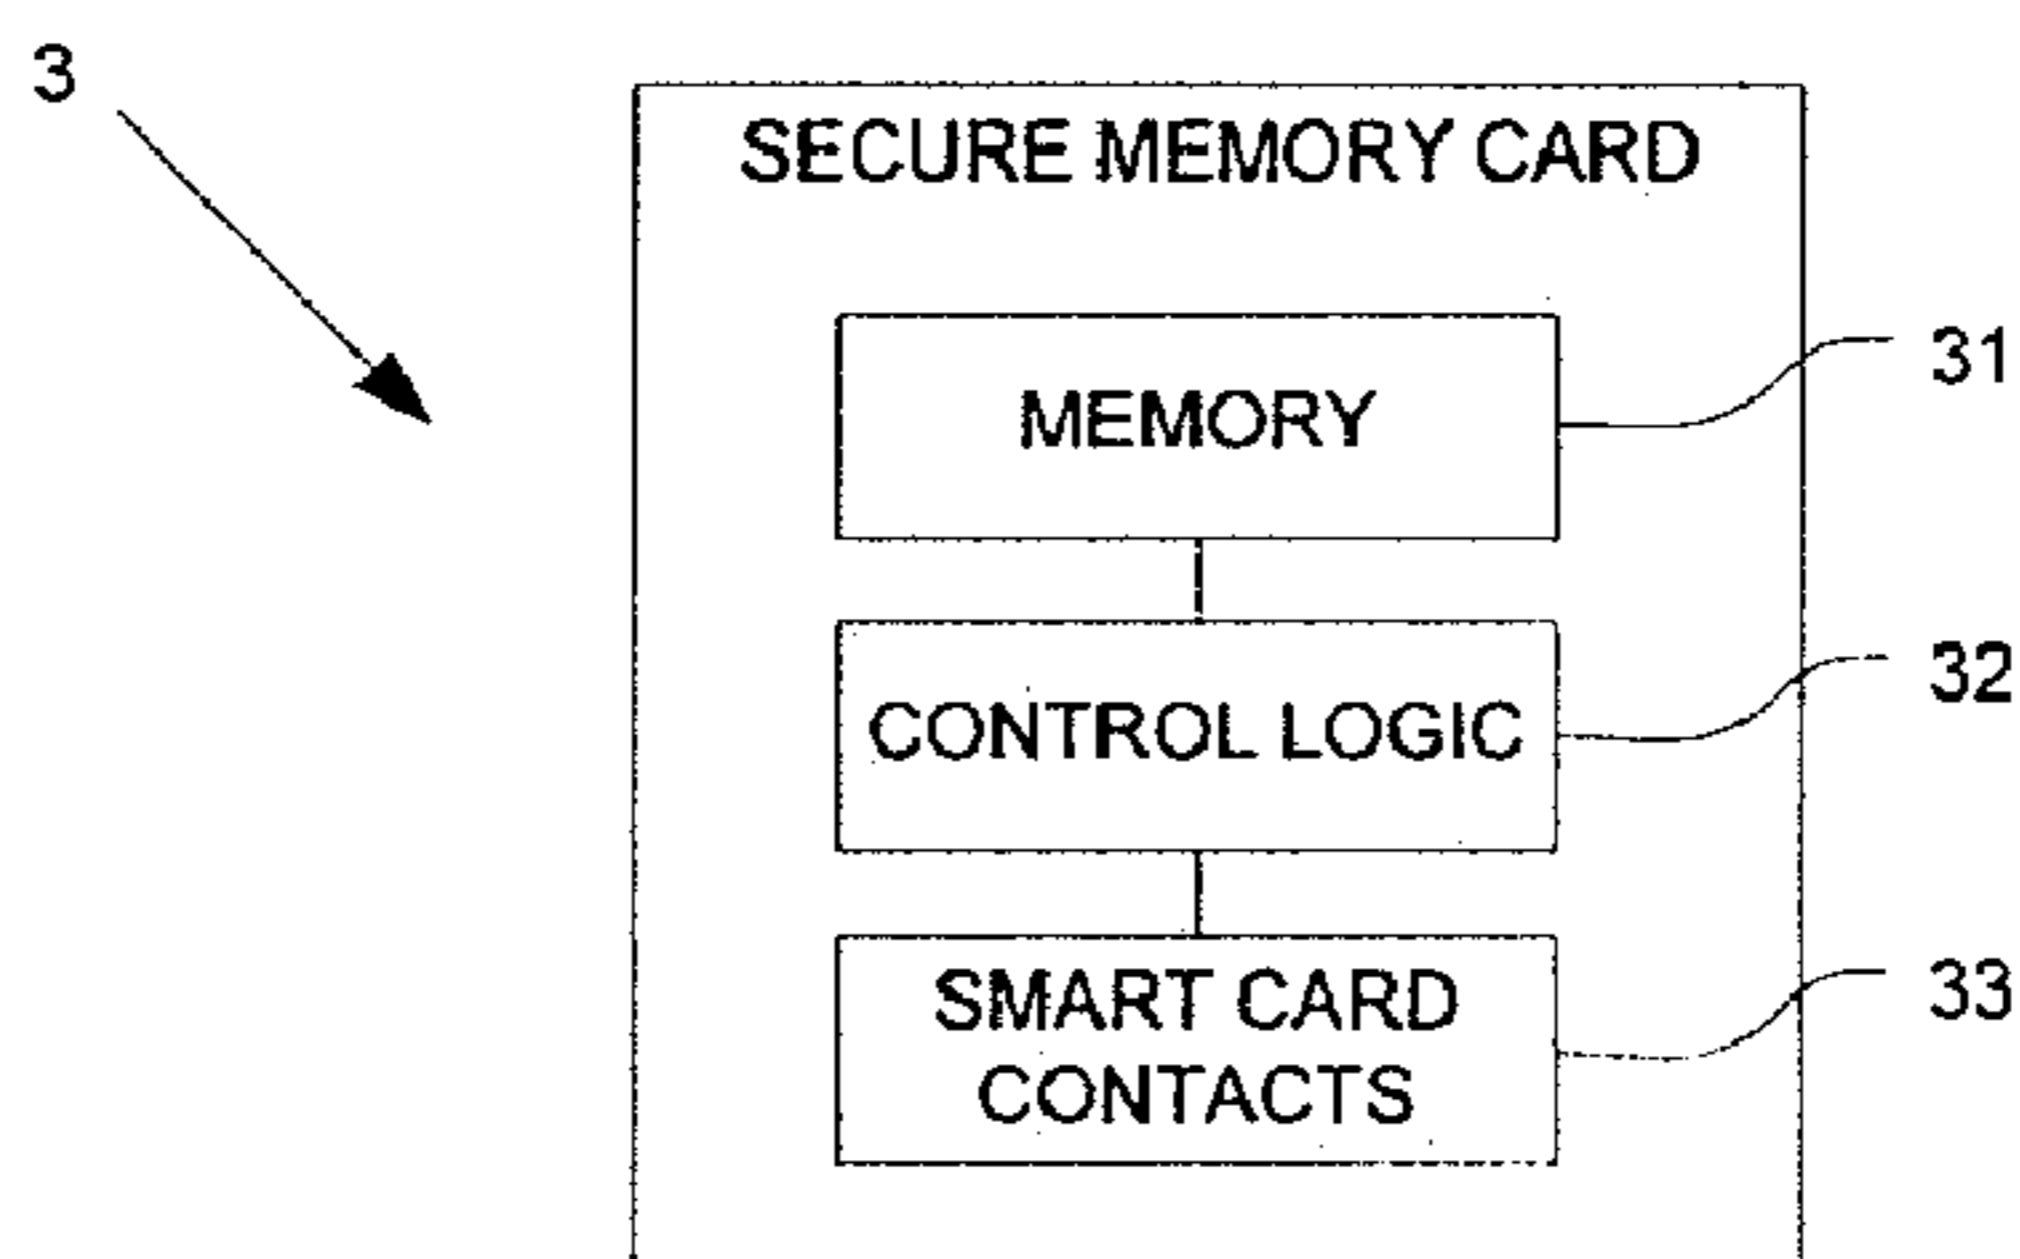 3
SECURE MEMORY CARD
MEMORY
31
CONTROL LOGIC
32
SMART CARD
CONTACTS
33